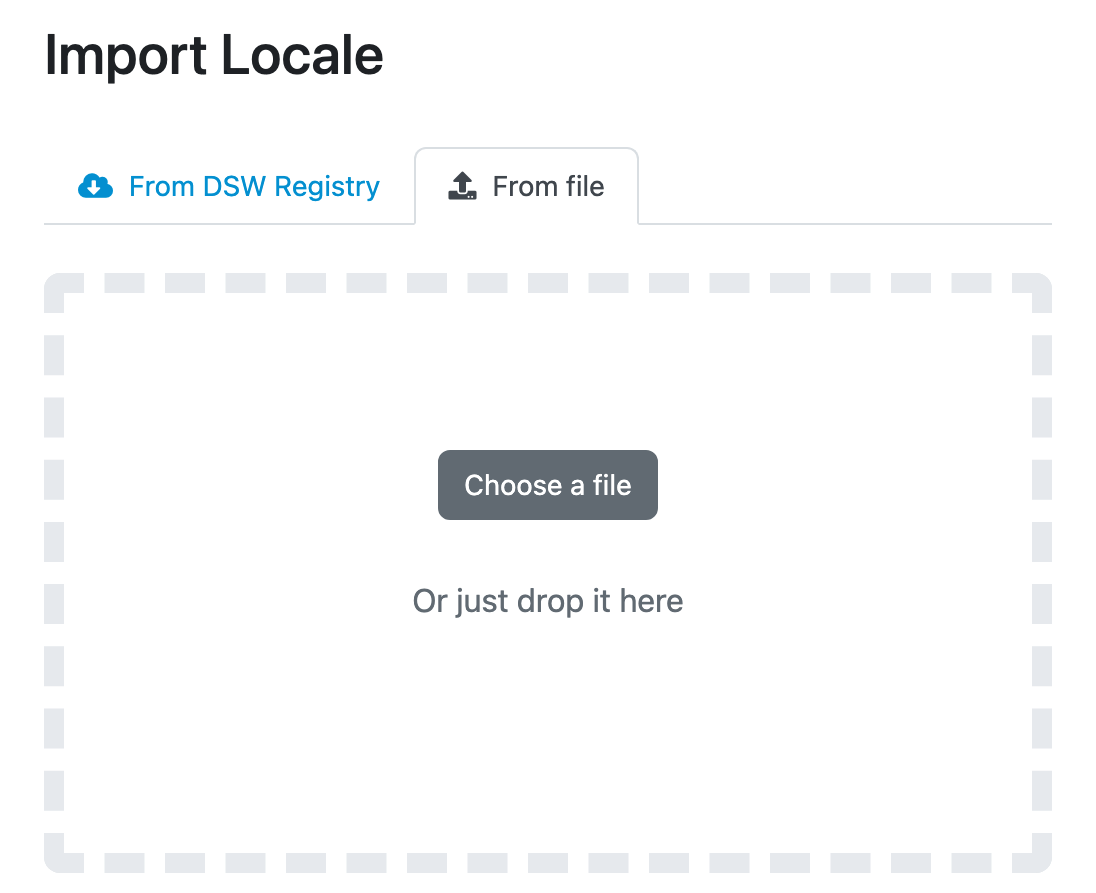 Import Locale
From DSW Registry
From file
Choose a file
Or just drop it here